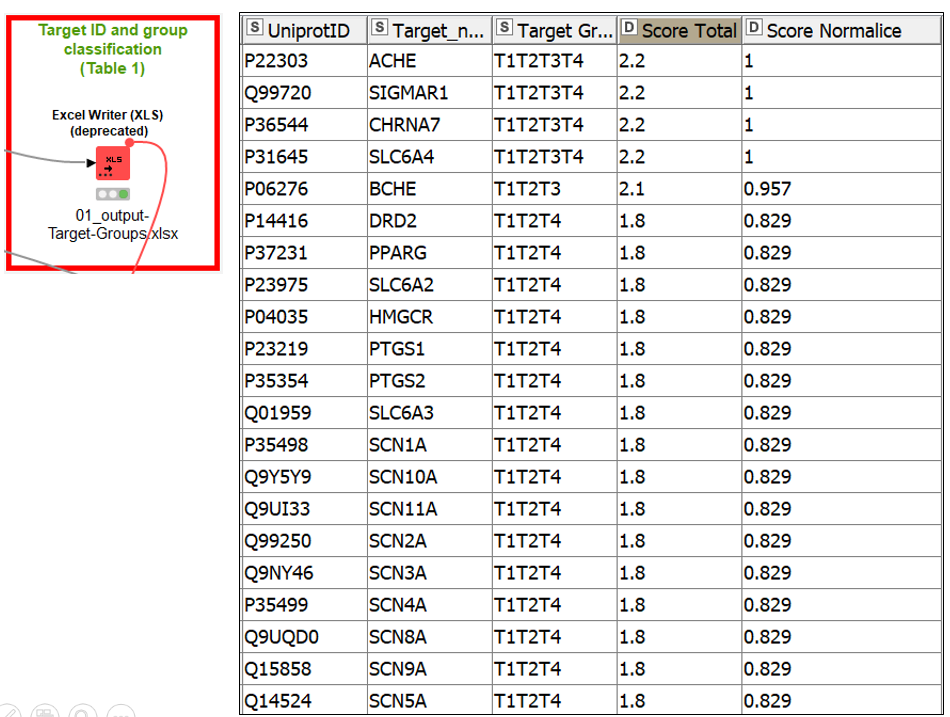 Target ID and group
classification
(Table 1)
Excel Writer (XLS)
(deprecated)
XLS
01_output-
Target-Groups.xlsx
S UniprotID S Target_n... S Target Gr... D Score Total D Score Normalice
P22303 ACHE T1T2T3T4 2.2 1
Q99720 SIGMAR1 T1T2T3T4 2.2 1
P36544 CHRNA7 T1T2T3T4 2.2 1
P31645 SLC6A4 T1T2T3T4 2.2 1
P06276 BCHE T1T2T3 2.1 0.957
P14416 DRD2 T1T2T4 1.8 0.829
P37231 PPARG T1T2T4 1.8 0.829
P23975 SLC6A2 T1T2T4 1.8 0.829
P04035 HMGCR T1T2T4 1.8 0.829
P23219 PTGS1 T1T2T4 1.8 0.829
P35354 PTGS2 T1T2T4 1.8 0.829
Q01959 SLC6A3 T1T2T4 1.8 0.829
P35498 SCN1A T1T2T4 1.8 0.829
Q9Y5Y9 SCN10A T1T2T4 1.8 0.829
Q9UI33 SCN11A T1T2T4 1.8 0.829
Q99250 SCN2A T1T2T4 1.8 0.829
Q9NY46 SCN3A T1T2T4 1.8 0.829
P35499 SCN4A T1T2T4 1.8 0.829
Q9UQD0 SCN8A T1T2T4 1.8 0.829
Q15858 SCN9A T1T2T4 1.8 0.829
Q14524 SCN5A T1T2T4 1.8 0.829